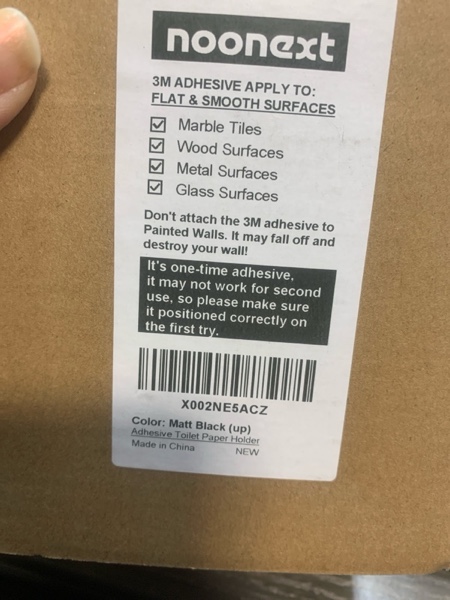 noonext
3M ADHESIVE APPLY TO:
FLAT & SMOOTH SURFACES
☑ Marble Tiles
☑ Wood Surfaces
☑ Metal Surfaces
☑ Glass Surfaces
Don't attach the 3M adhesive to
Painted Walls. It may fall off and
destroy your wall!
It's one-time adhesive,
it may not work for second
use, so please make sure
it positioned correctly on
the first try.
X002NE5ACZ
Color: Matt Black (up)
Adhesive Toilet Paper Holder
Made in China NEW